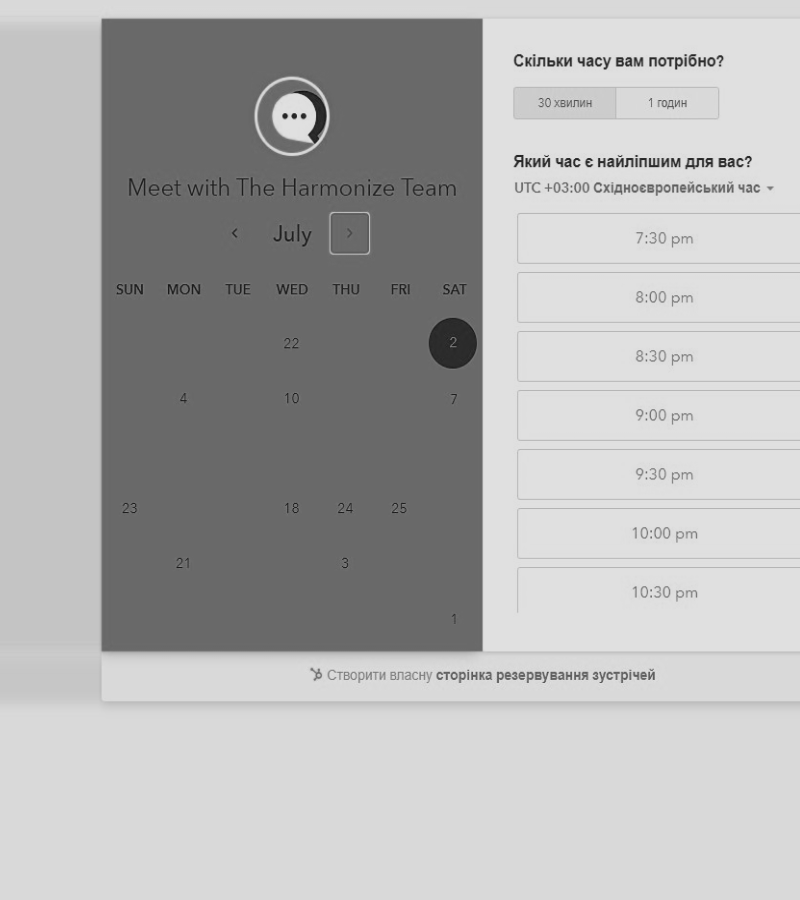 Meet with The Harmonize Team
July
SUN MON TUE WED THU FRI SAT
22 2
4 10 7
23 18 24 25
21 3
1
Скільки часу вам потрібно?
30 хвилин 1 годин
Який час є найліпшим для вас?
UTC +03:00 Східноєвропейський час
7:30 pm
8:00 pm
8:30 pm
9:00 pm
9:30 pm
10:00 pm
10:30 pm
Створити власну сторінка резервування зустрічей